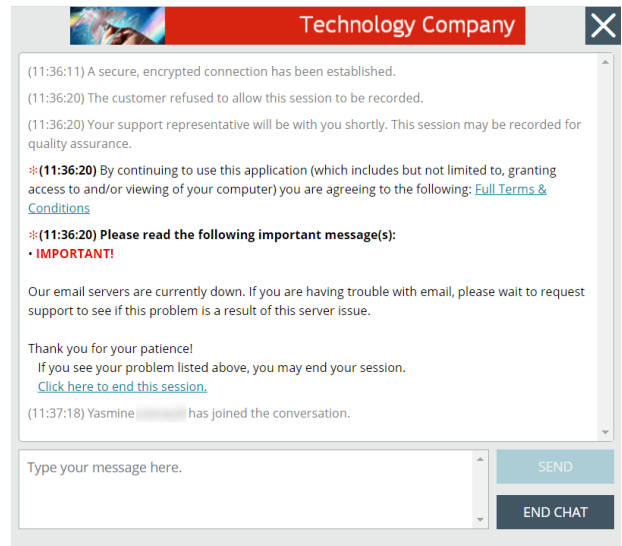 Technology Company
(11:36:11) A secure, encrypted connection has been established.
(11:36:20) The customer refused to allow this session to be recorded.
(11:36:20) Your support representative will be with you shortly. This session may be recorded for
quality assurance.
✻(11:36:20) By continuing to use this application (which includes but not limited to, granting
access to and/or viewing of your computer) you are agreeing to the following: Full Terms &
Conditions
✻(11:36:20) Please read the following important message(s):
• IMPORTANT!
Our email servers are currently down. If you are having trouble with email, please wait to request
support to see if this problem is a result of this server issue.
Thank you for your patience!
If you see your problem listed above, you may end your session.
Click here to end this session.
(11:37:18) Yasmine has joined the conversation.
Type your message here.
SEND
END CHAT